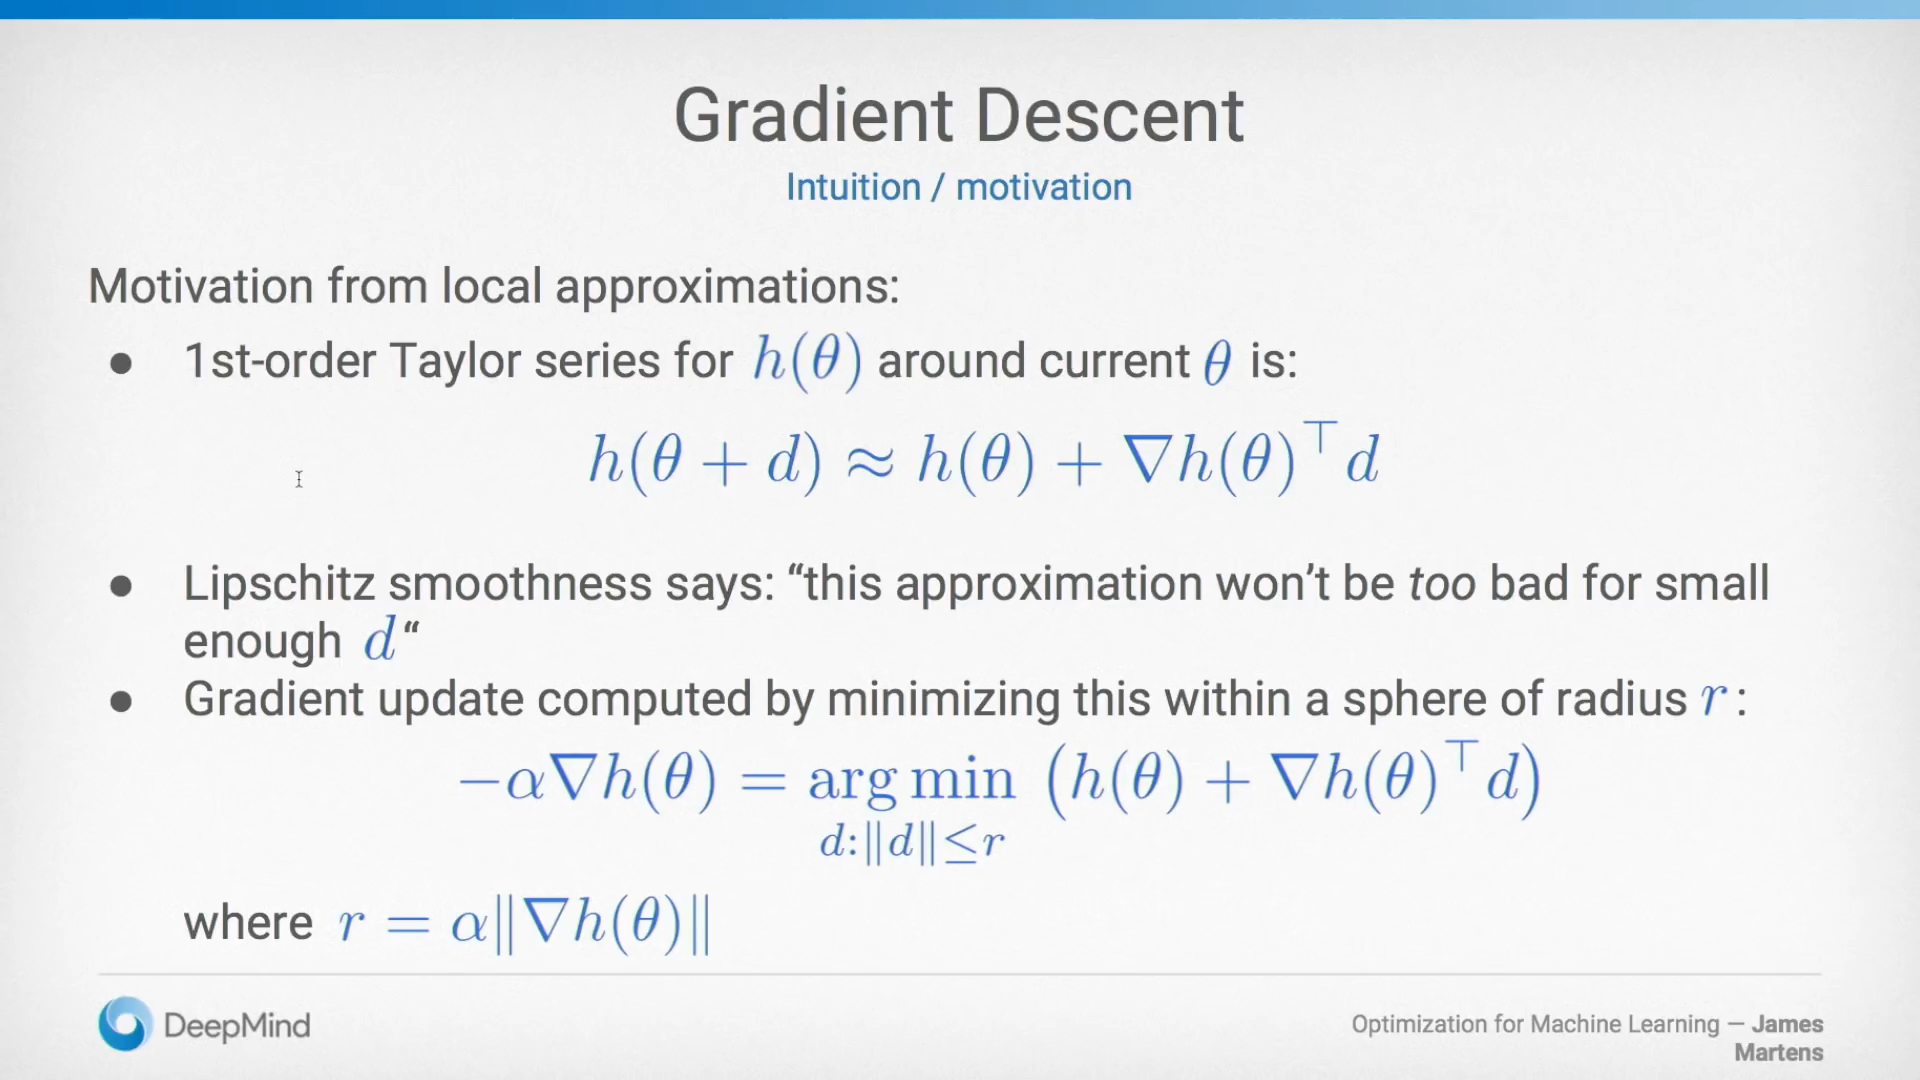 Gradient Descent
Intuition / motivation
Motivation from local approximations:
● 1st-order Taylor series for h(θ) around current θ is:
h(θ + d) ≈ h(θ) + ∇h(θ)⊤d
● Lipschitz smoothness says: “this approximation won’t be too bad for small
enough d“
● Gradient update computed by minimizing this within a sphere of radius r:
−α∇h(θ) = arg min (h(θ) + ∇h(θ)⊤d)
d:‖d‖≤r
where r = α‖∇h(θ)‖
DeepMind
Optimization for Machine Learning — James
Martens